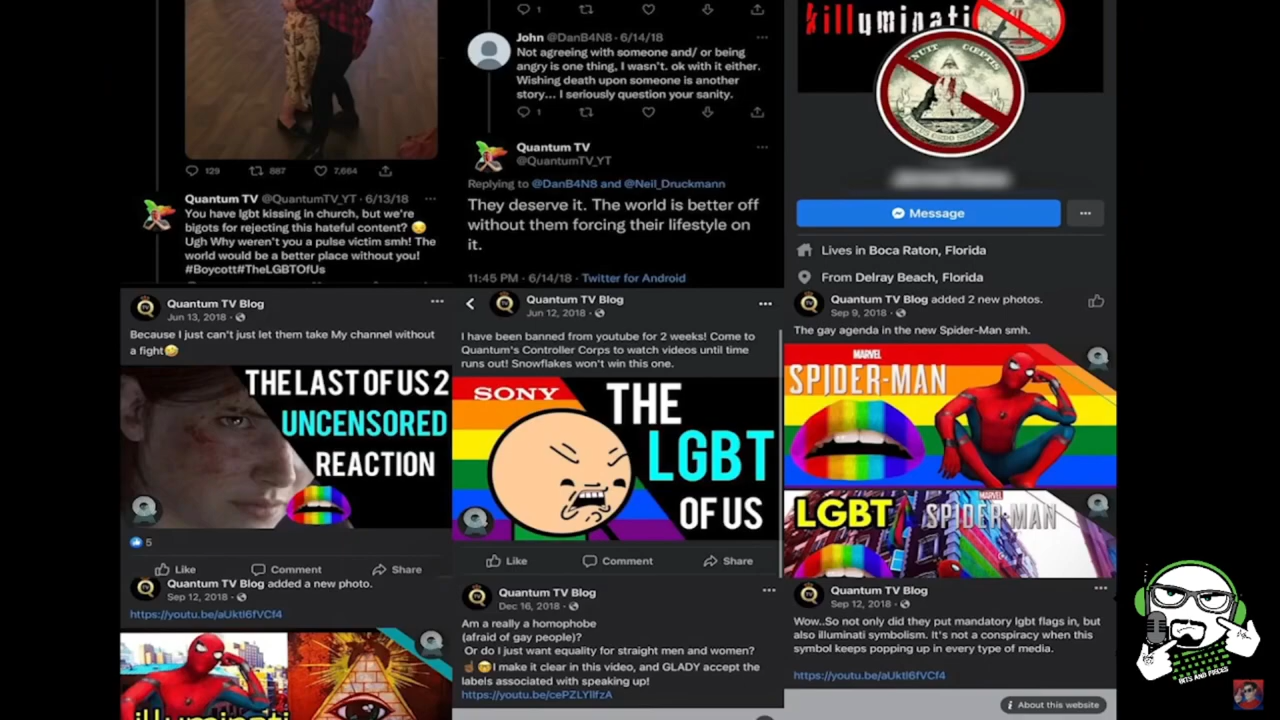 129 887 7,664
Quantum TV @QuantumTV_YT · 6/13/18
You have lgbt kissing in church, but we're
bigots for rejecting this hateful content?
Ugh Why weren't you a pulse victim smh! The
world would be a better place without you!
#Boycott#TheLGBTOfUs
1
John @DanB4N8 · 6/14/18
Not agreeing with someone and/ or being
angry is one thing, I wasn't. ok with it either.
Wishing death upon someone is another
story... I seriously question your sanity.
1
Quantum TV
@QuantumTV_YT
Replying to @DanB4N8 and @Neil_Druckmann
They deserve it. The world is better off
without them forcing their lifestyle on
it.
11:45 PM · 6/14/18 · Twitter for Android
killuminati
Message
Lives in Boca Raton, Florida
From Delray Beach, Florida
Quantum TV Blog
Jun 13, 2018 ·
Because I just can't just let them take My channel without
a fight
THE LAST OF US 2
UNCENSORED
REACTION
5
Like Comment Share
Quantum TV Blog
Jun 12, 2018 ·
I have been banned from youtube for 2 weeks! Come to
Quantum's Controller Corps to watch videos until time
runs out! Snowflakes won't win this one.
SONY
THE
LGBT
OF US
Like Comment Share
Quantum TV Blog added 2 new photos.
Sep 9, 2018 ·
The gay agenda in the new Spider-Man smh.
MARVEL
SPIDER-MAN
MARVEL
LGBT SPIDER-MAN
Quantum TV Blog added a new photo.
Sep 12, 2018 ·
https://youtu.be/aUktI6fVCf4
illuminati
Quantum TV Blog
Dec 16, 2018 ·
Am a really a homophobe
(afraid of gay people)?
Or do I just want equality for straight men and women?
I make it clear in this video, and GLADY accept the
labels associated with speaking up!
https://youtu.be/cePZLYIlfzA
Quantum TV Blog
Sep 12, 2018 ·
Wow..So not only did they put mandatory lgbt flags in, but
also illuminati symbolism. It's not a conspiracy when this
symbol keeps popping up in every type of media.
https://youtu.be/aUktI6fVCf4
About this website
BITS AND PIECES